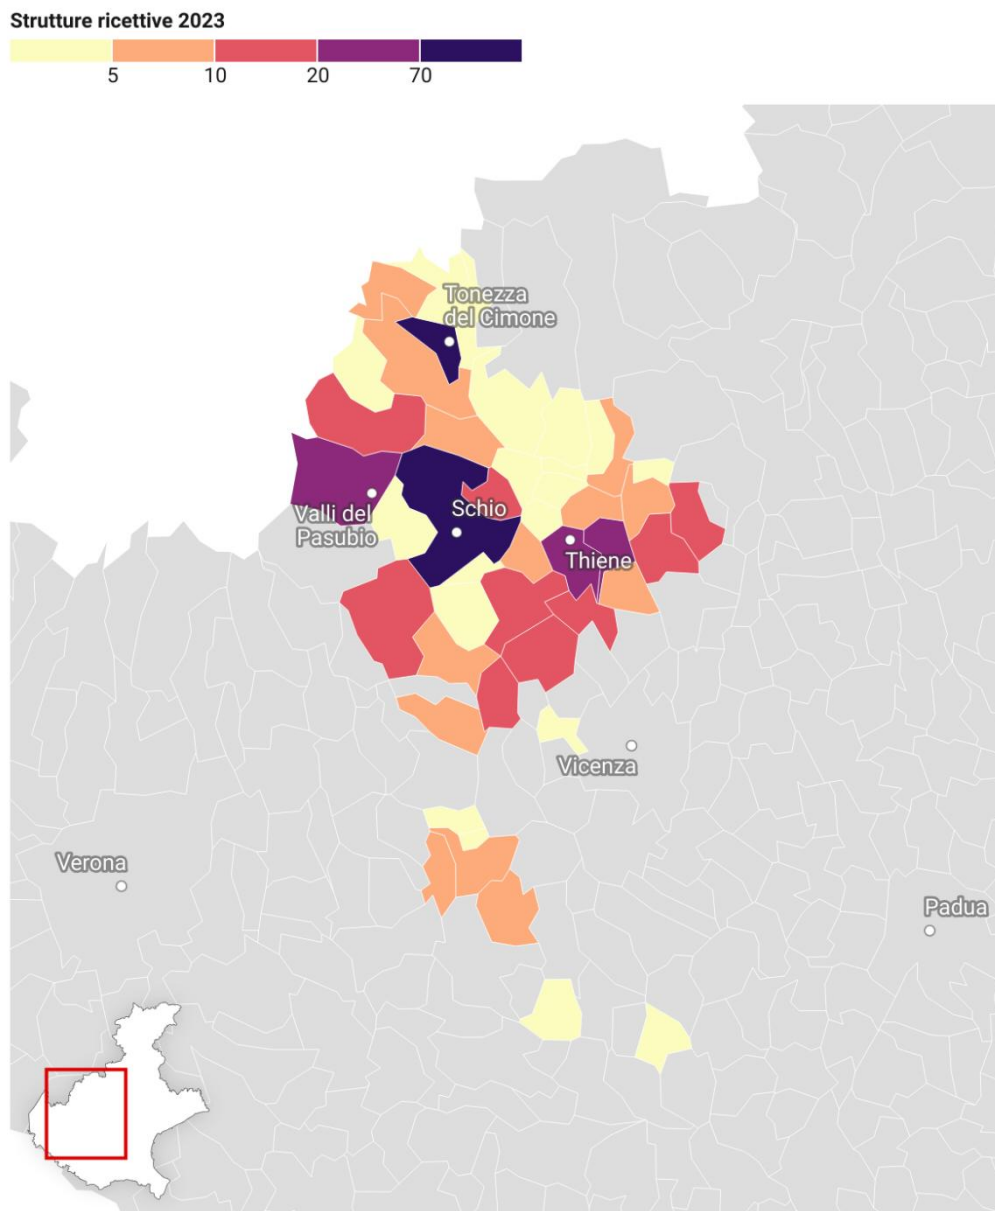 Strutture ricettive 2023
5 10 20 70
Tonezza
del Cimone
Schio
Valli del
Pasubio
Thiene
Vicenza
Verona
Padua